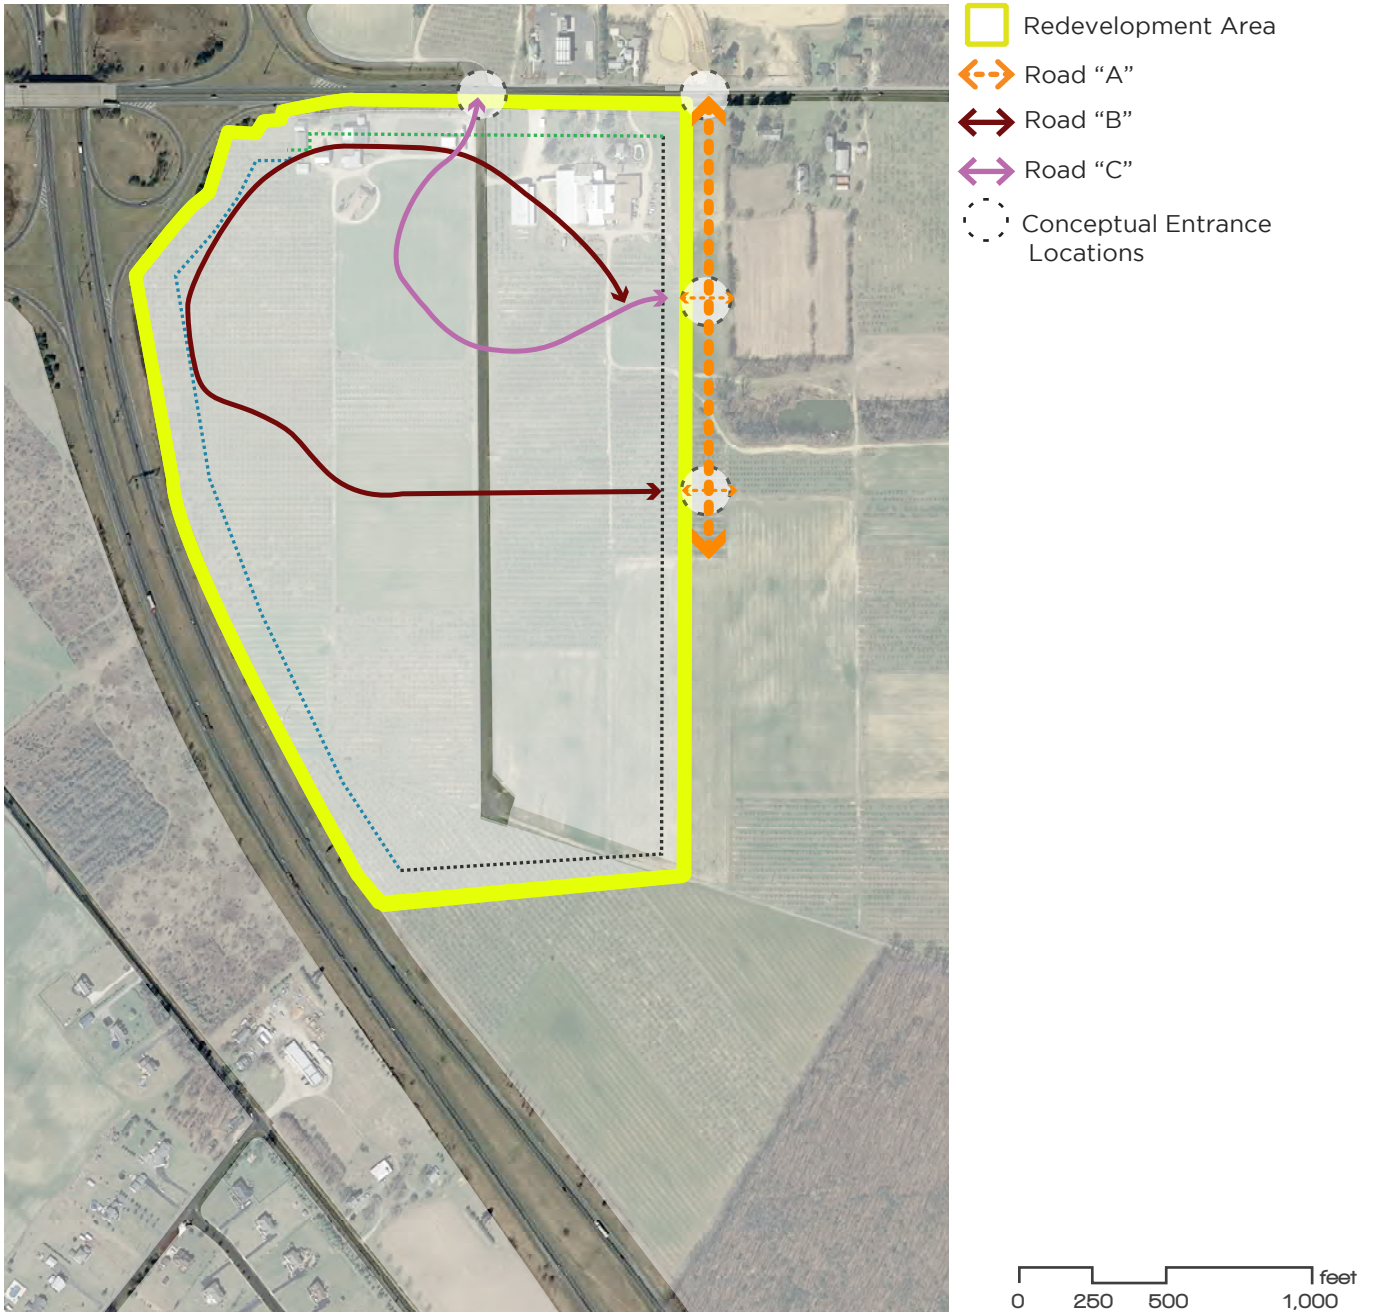 Redevelopment Area
Road “A”
Road “B”
Road “C”
Conceptual Entrance
Locations
feet
0 250 500 1,000